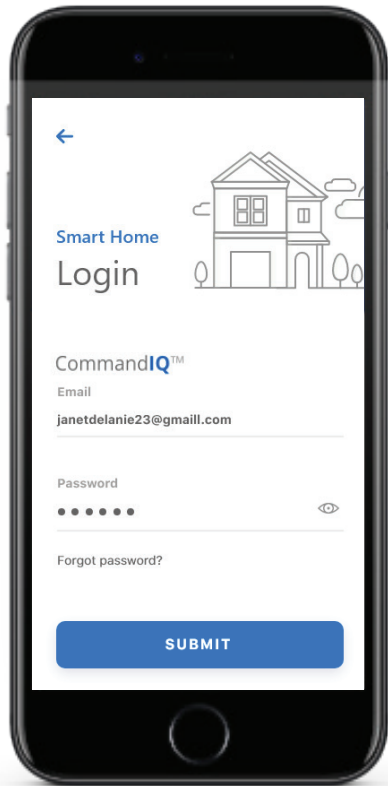 Smart Home
Login
CommandIQ™
Email
janetdelanie23@gmaill.com
Password
Forgot password?
SUBMIT